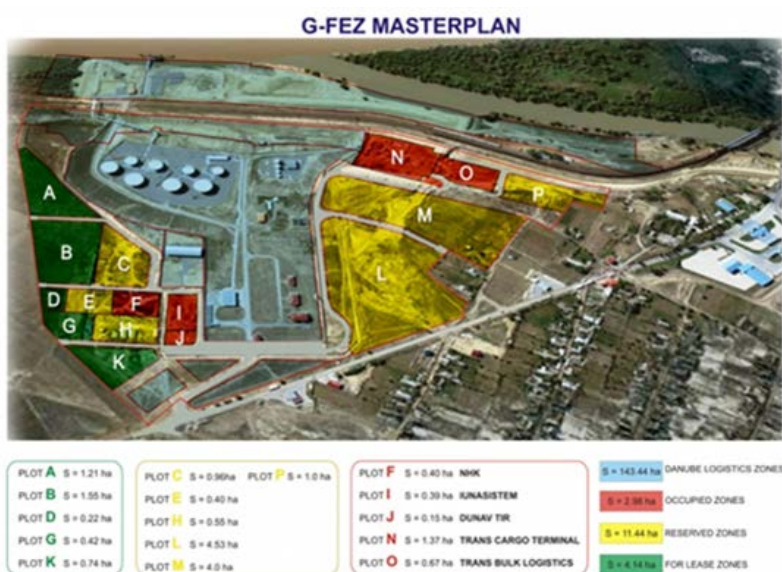 G-FEZ MASTERPLAN
N
O
P
A
M
B
C
L
D E F I
G H J
K
PLOT A S = 1.21 ha
PLOT B S = 1.55 ha
PLOT D S = 0.22 ha
PLOT G S = 0.42 ha
PLOT K S = 0.74 ha
PLOT C S = 0.96ha PLOT P S = 1.0 ha
PLOT E S = 0.40 ha
PLOT H S = 0.55 ha
PLOT L S = 4.53 ha
PLOT M S = 4.0 ha
PLOT F S = 0.40 ha NHK
PLOT I S = 0.39 ha IUNASISTEM
PLOT J S = 0.15 ha DUNAV TIR
PLOT N S = 1.37 ha TRANS CARGO TERMINAL
PLOT O S = 0.67 ha TRANS BULK LOGISTICS
S = 143.44 ha DANUBE LOGISTICS ZONES
S = 2.98 ha OCCUPIED ZONES
S = 11.44 ha RESERVED ZONES
S = 4.14 ha FOR LEASE ZONES